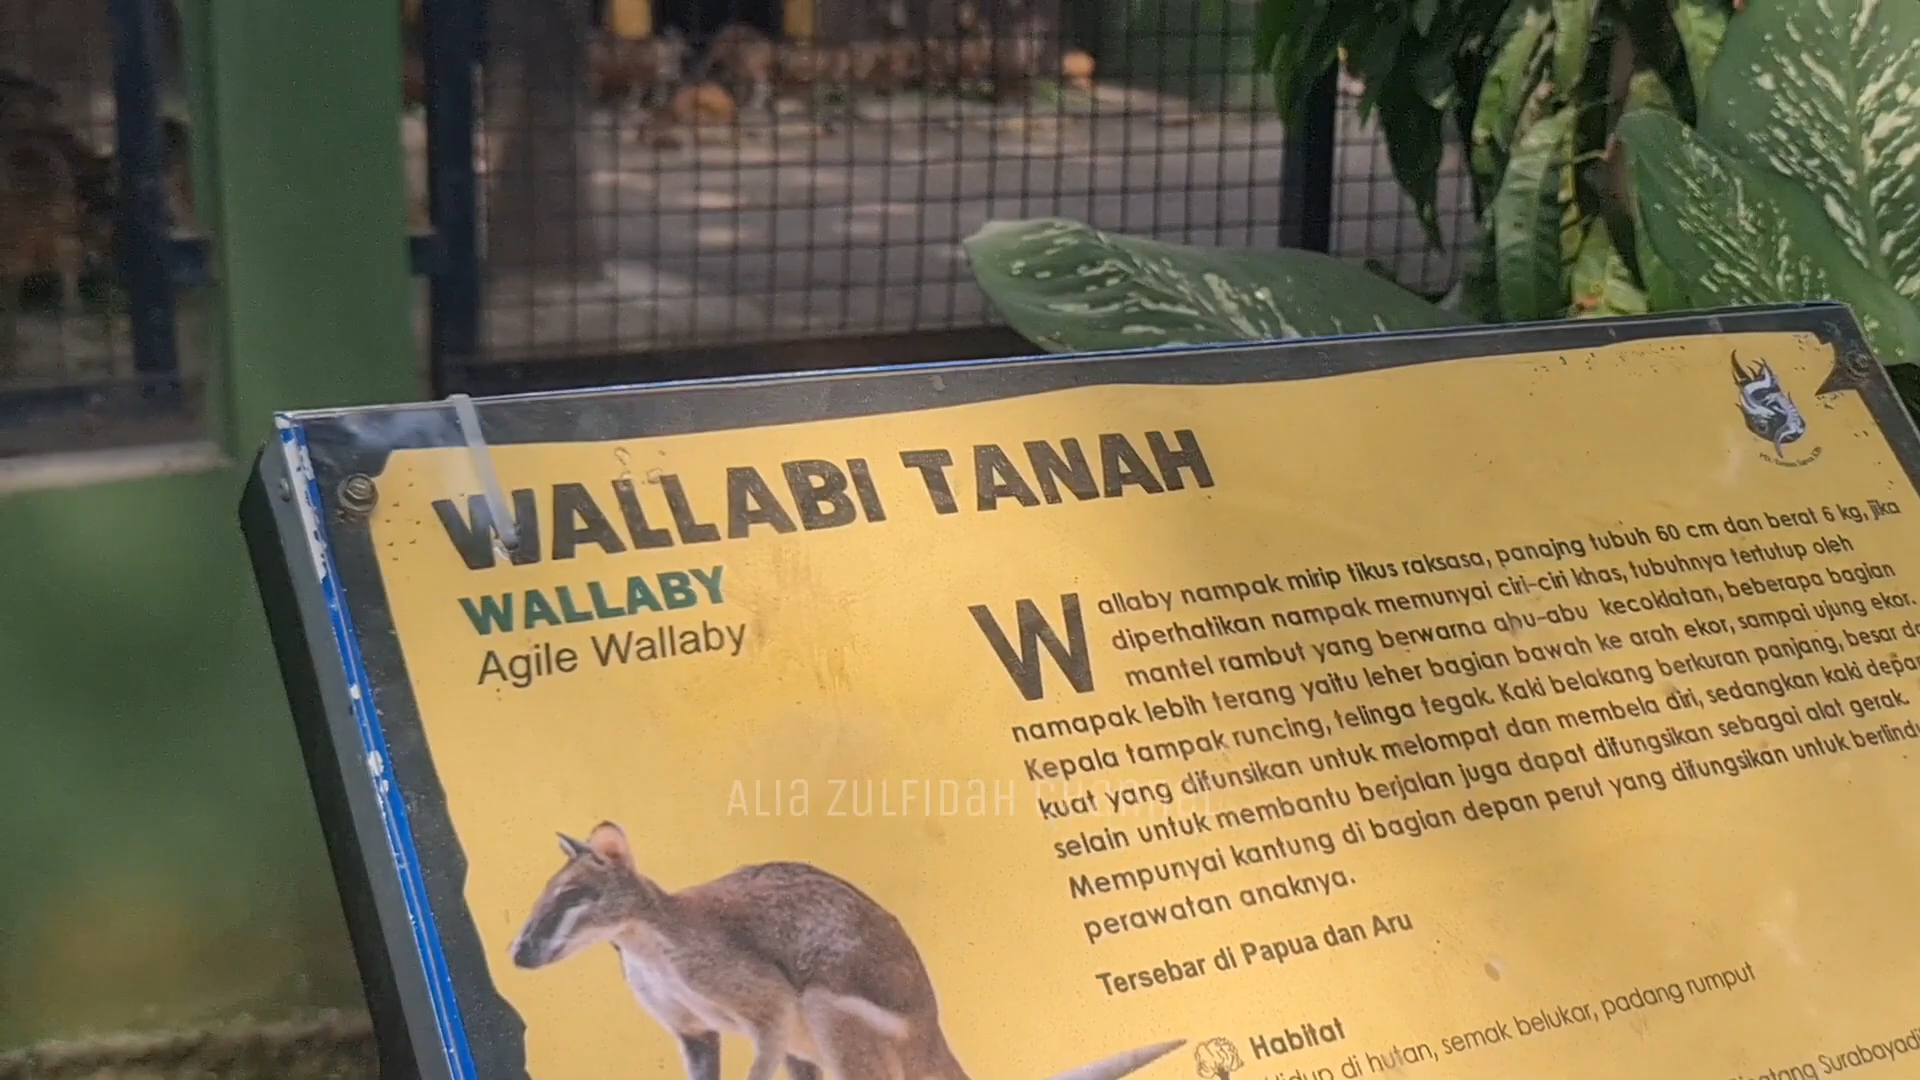 WALLABI TANAH
WALLABY
Agile Wallaby
Wallaby nampak mirip tikus raksasa, panajng tubuh 60 cm dan berat 6 kg, jika
diperhatikan nampak memunyai ciri-ciri khas, tubuhnya tertutup oleh
mantel rambut yang berwarna abu-abu kecoklatan, beberapa bagian
namapak lebih terang yaitu leher bagian bawah ke arah ekor, sampai ujung ekor.
Kepala tampak runcing, telinga tegak. Kaki belakang berkuran panjang, besar
kuat yang difunsikan untuk melompat dan membela diri, sedangkan kaki depan
selain untuk membantu berjalan juga dapat difungsikan sebagai alat gerak.
Mempunyai kantung di bagian depan perut yang difungsikan untuk
perawatan anaknya.
Tersebar di Papua dan Aru
Habitat
Hidup di hutan, semak belukar, padang rumput
ALIA ZULFIDAH CHANNEL